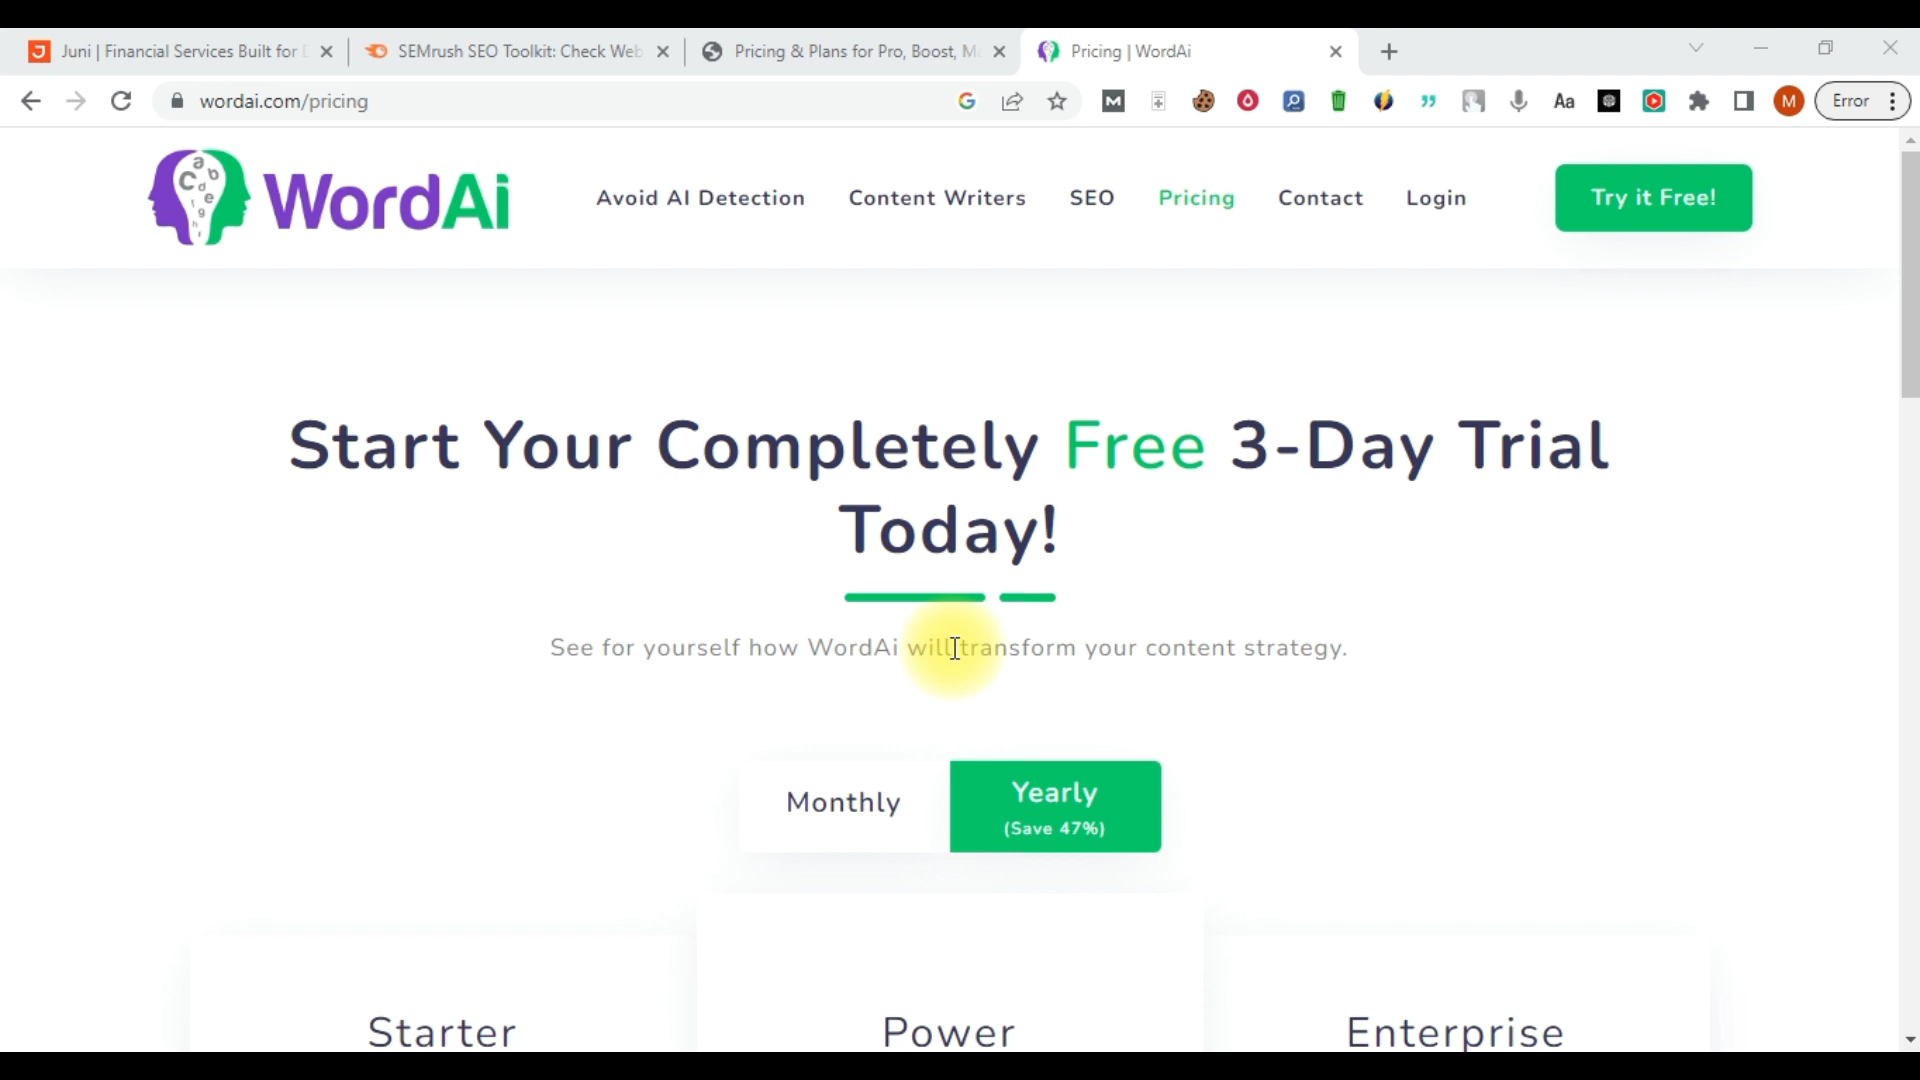 Juni | Financial Services Built for
SEMrush SEO Toolkit: Check Web
Pricing & Plans for Pro, Boost, M
Pricing | WordAi
wordai.com/pricing
Aa
M
Error
WordAi
Avoid AI Detection
Content Writers
SEO
Pricing
Contact
Login
Try it Free!
Start Your Completely Free 3-Day Trial
Today!
See for yourself how WordAi will transform your content strategy.
Monthly
Yearly
(Save 47%)
Starter
Power
Enterprise